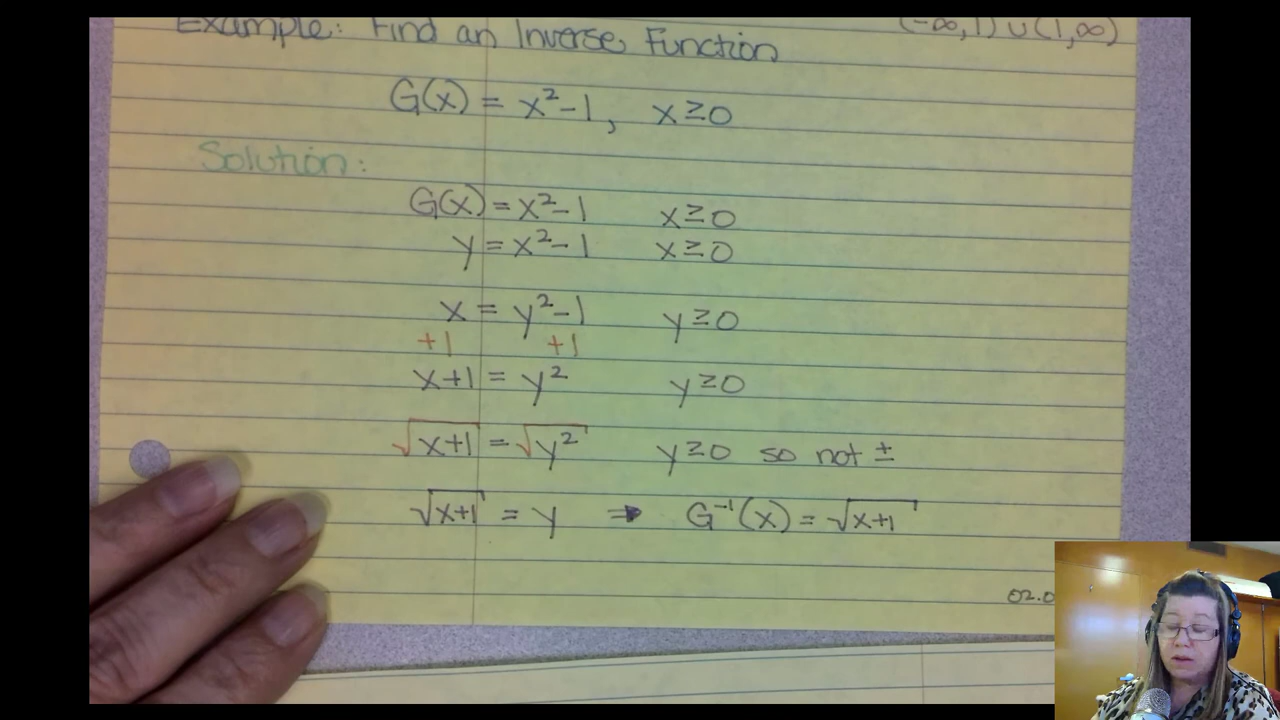 (-∞, 1) ∪ (1, ∞)
Example: Find an Inverse Function
G(x) = x²-1, x ≥ 0
Solution:
G(x) = x²-1 x ≥ 0
y = x²-1 x ≥ 0
x = y²-1 y ≥ 0
+1 +1
x+1 = y² y ≥ 0
√x+1 = √y² y ≥ 0 so not ±
√x+1 = y ⇒ G⁻¹(x) = √x+1